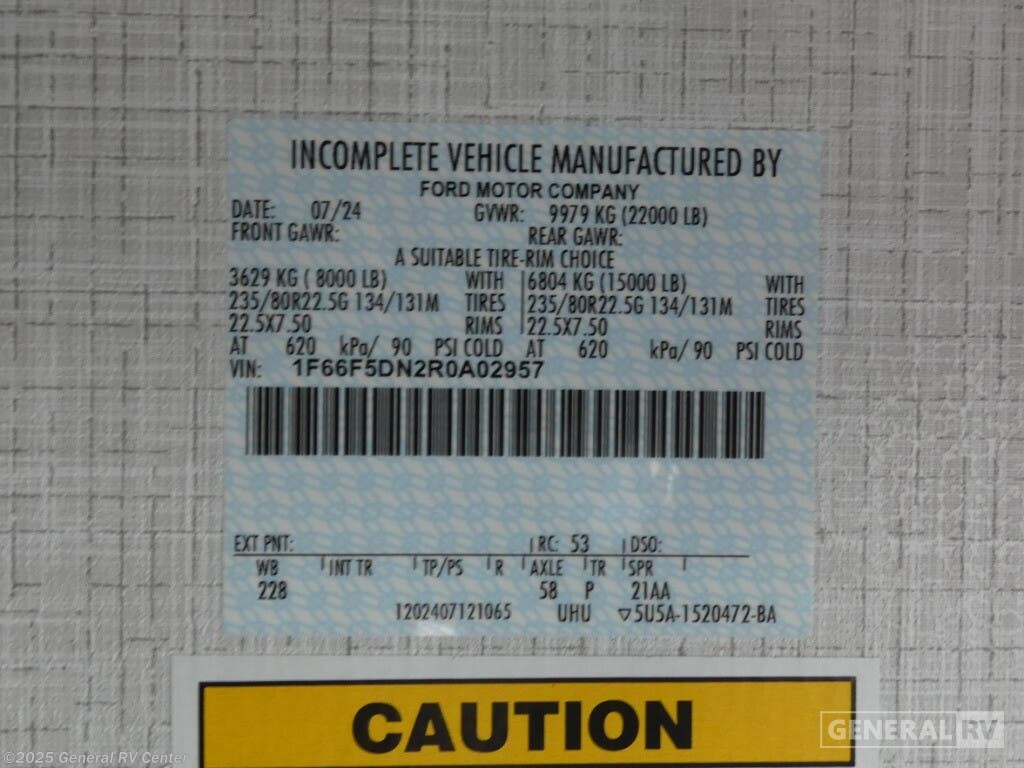 INCOMPLETE VEHICLE MANUFACTURED BY
FORD MOTOR COMPANY
DATE: 07/24 GVWR: 9979 KG (22000 LB)
FRONT GAWR: REAR GAWR:
A SUITABLE TIRE-RIM CHOICE
3629 KG ( 8000 LB) WITH 6804 KG (15000 LB) WITH
235/80R22.5G 134/131M TIRES 235/80R22.5G 134/131M TIRES
22.5X7.50 RIMS 22.5X7.50 RIMS
AT 620 kPa/ 90 PSI COLD AT 620 kPa/ 90 PSI COLD
VIN: 1F66F5DN2R0A02957
EXT PNT: RC: 53 DSO:
WB INT TR TP/PS R AXLE TR SPR
228 58 P 21AA
1202407121065 UHU ▽5U5A-1520472-BA
CAUTION
GENERAL RV
©2025 General RV Center